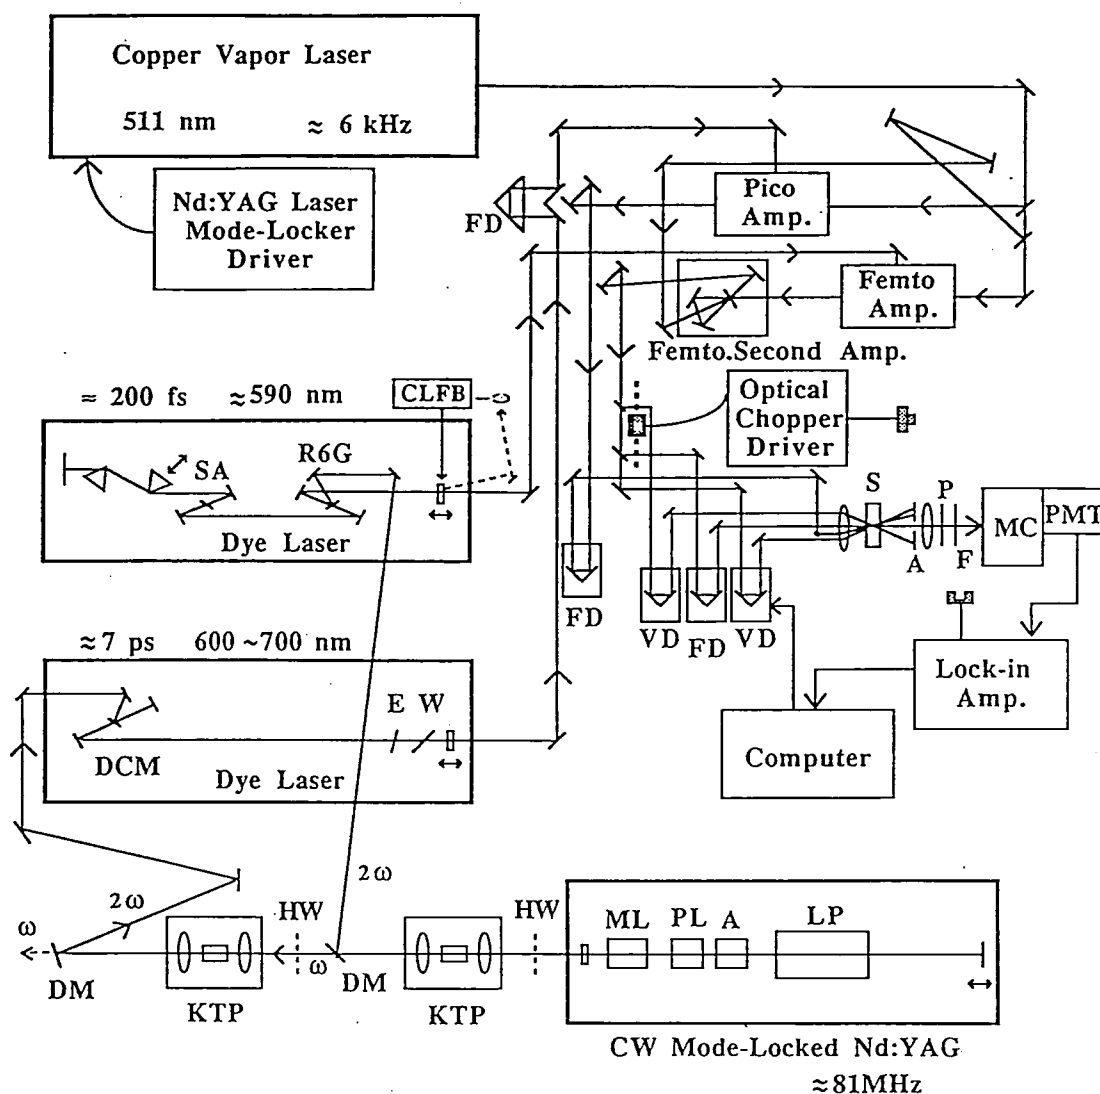 Copper Vapor Laser
511 nm ≈ 6 kHz
Nd:YAG Laser
Mode-Locker
Driver
FD
Pico
Amp.
Femto
Amp.
Femto.Second Amp.
= 200 fs ≈590 nm
CLFB
Optical
Chopper
Driver
SA
R6G
Dye Laser
S
P
MC
PMT
A
F
FD
VD
FD
VD
≈7 ps 600~700 nm
Lock-in
Amp.
E W
DCM
Dye Laser
Computer
2ω
2ω
ω
HW
HW
ML
PL
A
LP
ω
DM
DM
KTP
KTP
CW Mode-Locked Nd:YAG
≈81MHz